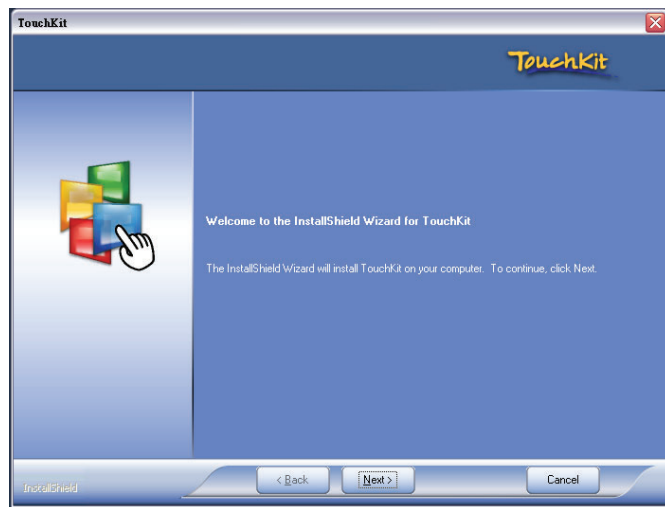 TouchKit
TouchKit
Welcome to the InstallShield Wizard for TouchKit
The InstallShield Wizard will install TouchKit on your computer. To continue, click Next.
InstallShield
< Back
Next >
Cancel